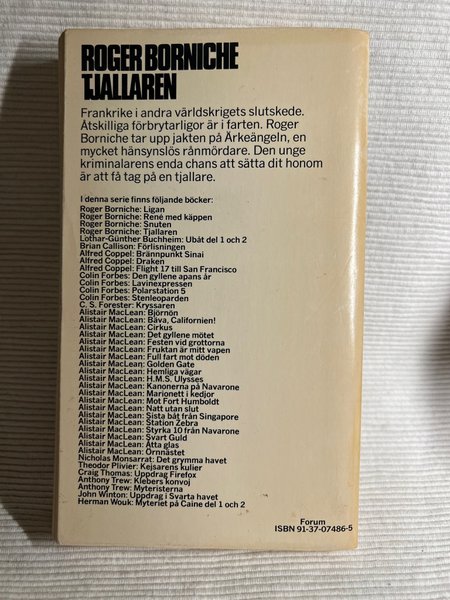 ROGER BORNICHE
TJALLAREN
Frankrike i andra världskrigets slutskede.
Åtskilliga förbrytarligor är i farten. Roger
Borniche tar upp jakten på Ärkeängeln, en
mycket hänsynslös rånmördare. Den unge
kriminalarens enda chans att sätta dit honom
är att få tag på en tjallare.
I denna serie finns följande böcker:
Roger Borniche: Ligan
Roger Borniche: René med käppen
Roger Borniche: Snuten
Roger Borniche: Tjallaren
Lothar-Günther Buchheim: Ubåt del 1 och 2
Brian Callison: Förlisningen
Alfred Coppel: Brännpunkt Sinai
Alfred Coppel: Draken
Alfred Coppel: Flight 17 till San Francisco
Colin Forbes: Den gyllene apans år
Colin Forbes: Lavinexpressen
Colin Forbes: Polarstation 5
Colin Forbes: Stenleoparden
C. S. Forester: Kryssaren
Alistair MacLean: Björnön
Alistair MacLean: Bäva, Californien!
Alistair MacLean: Cirkus
Alistair MacLean: Det gyllene mötet
Alistair MacLean: Festen vid grottorna
Alistair MacLean: Fruktan är mitt vapen
Alistair MacLean: Full fart mot döden
Alistair MacLean: Golden Gate
Alistair MacLean: Hemliga vägar
Alistair MacLean: H.M.S. Ulysses
Alistair MacLean: Kanonerna på Navarone
Alistair MacLean: Marionett i kedjor
Alistair MacLean: Mot Fort Humboldt
Alistair MacLean: Natt utan slut
Alistair MacLean: Sista båt från Singapore
Alistair MacLean: Station Zebra
Alistair MacLean: Styrka 10 från Navarone
Alistair MacLean: Svart Guld
Alistair MacLean: Åtta glas
Alistair MacLean: Örnnästet
Nicholas Monsarrat: Det grymma havet
Theodor Plivier: Kejsarens kulier
Craig Thomas: Uppdrag Firefox
Anthony Trew: Klebers konvoj
Anthony Trew: Myteristerna
John Winton: Uppdrag i Svarta havet
Herman Wouk: Myteriet på Caine del 1 och 2
Forum
ISBN 91-37-07486-5